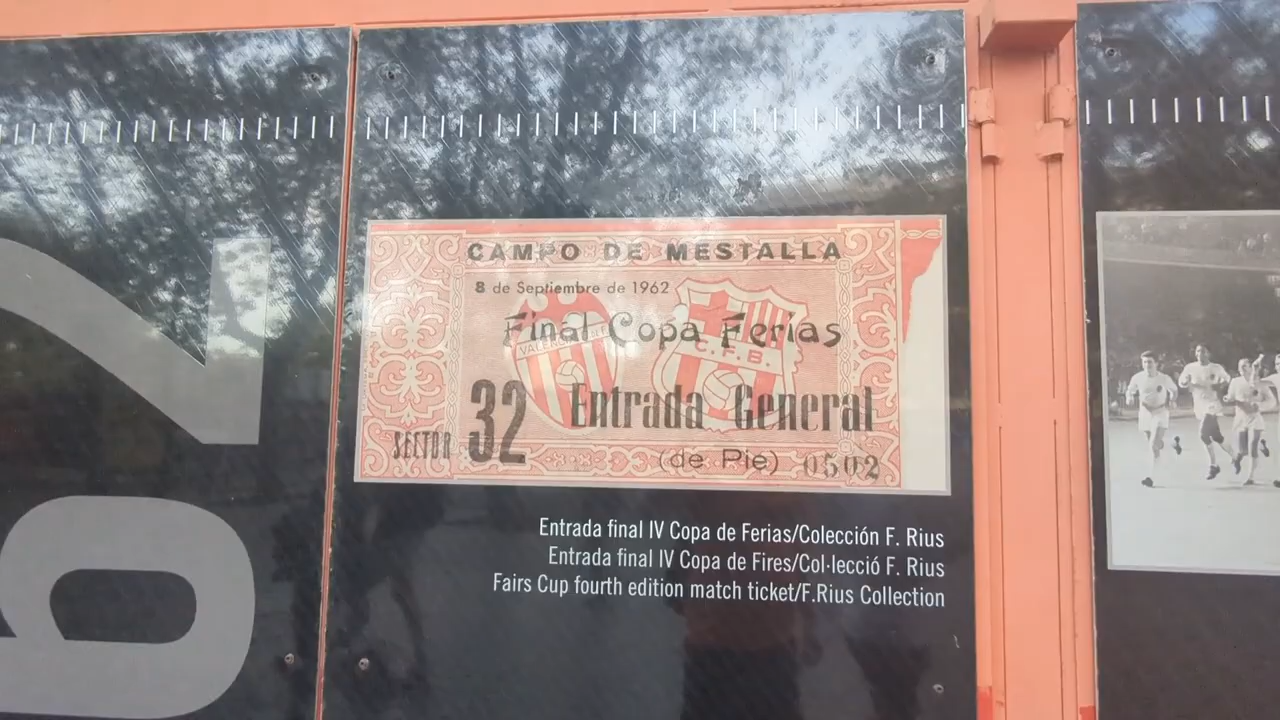 CAMPO DE MESTALLA
8 de Septiembre de 1962
Final Copa Ferias
VALENCIA
C.F.B.
Entrada General
SECTOR 32
(de Pie) 0502
Entrada final IV Copa de Ferias/Colección F. Rius
Entrada final IV Copa de Fires/Col·lecció F. Rius
Fairs Cup fourth edition match ticket/F.Rius Collection